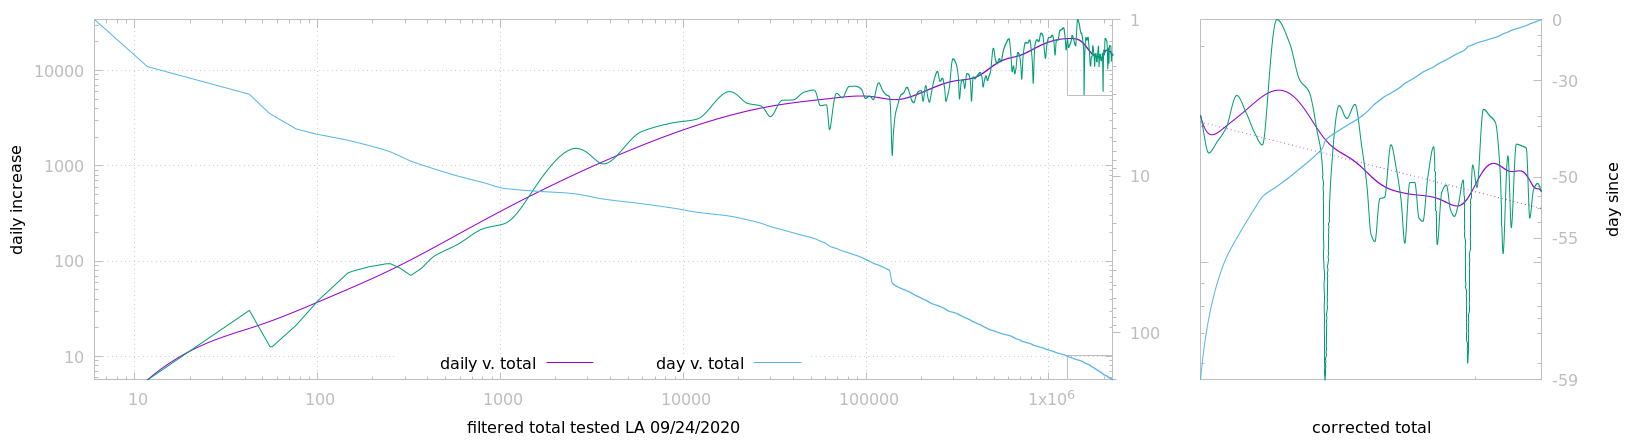 daily increase
10000
1000
100
10
10
100
1000
10000
100000
1x10^6
filtered total tested LA 09/24/2020
daily v. total
day v. total
1
10
100
0
-30
-50
-55
-59
day since
corrected total